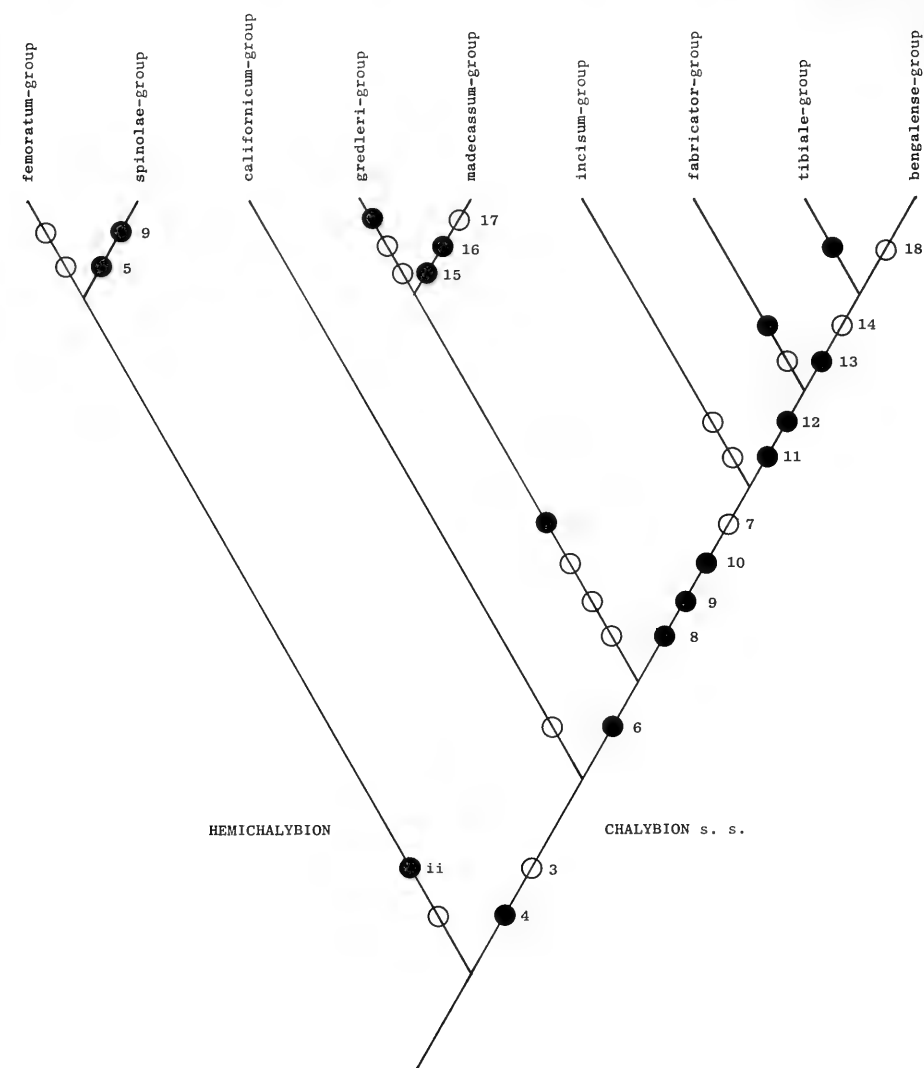 femoratum-group
spinolae-group
californicum-group
gredleri-group
madecassum-group
incisum-group
fabricator-group
tibiale-group
bengalense-group
9
5
17
16
15
18
14
13
12
11
7
10
9
8
6
HEMICHALYBION
CHALYBION s. s.
ii
3
4